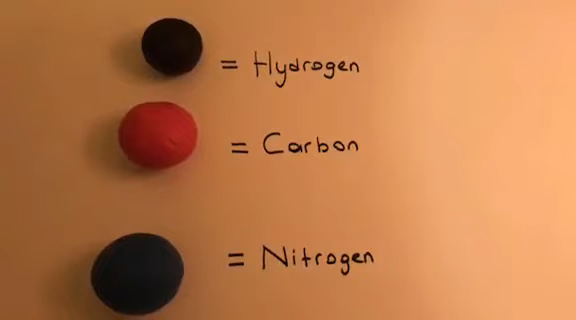 = Hydrogen
= Carbon
= Nitrogen